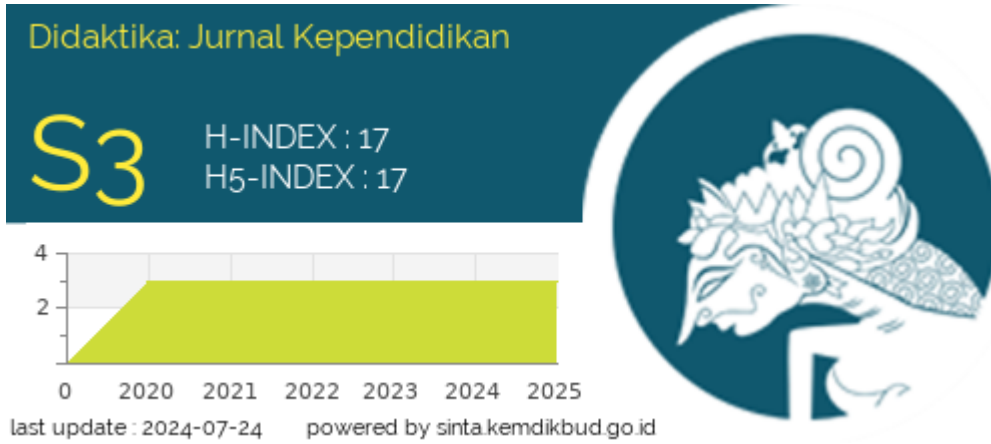 Didaktika: Jurnal Kependidikan
S3
H-INDEX : 17
H5-INDEX : 17
4
2
0 2020 2021 2022 2023 2024 2025
last update : 2024-07-24 powered by sinta.kemdikbud.go.id